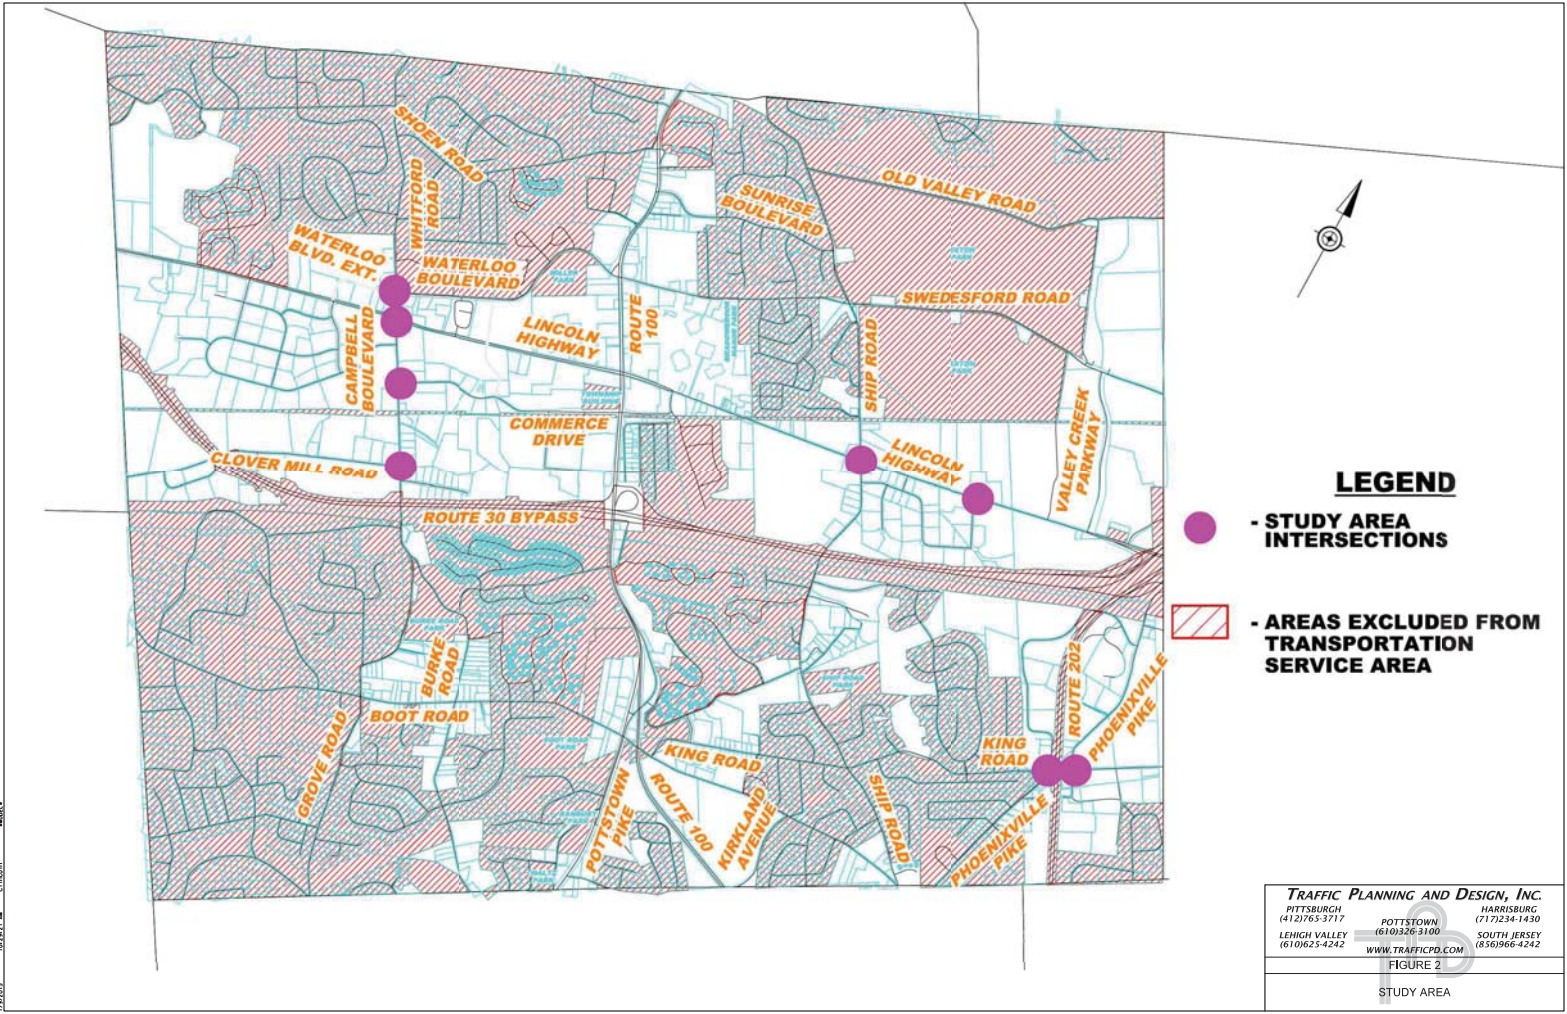 SHOEN ROAD
WHITFORD
ROAD
SUNRISE
BOULEVARD
OLD VALLEY ROAD
WATERLOO
BLVD. EXT.
WATERLOO
BOULEVARD
SWEDESFORD ROAD
CAMPBELL
BOULEVARD
LINCOLN
HIGHWAY
ROUTE
100
SHIP ROAD
COMMERCE
DRIVE
VALLEY CREEK
PARKWAY
LINCOLN
HIGHWAY
CLOVER MILL ROAD
ROUTE 30 BYPASS
LEGEND
- STUDY AREA
INTERSECTIONS
- AREAS EXCLUDED FROM
TRANSPORTATION
SERVICE AREA
BURKE
ROAD
BOOT ROAD
GROVE ROAD
ROUTE 202
PHOENIXVILLE
PIKE
KING ROAD
KING
ROAD
POTTSTOWN
PIKE
ROUTE 100
KIRKLAND
AVENUE
SHIP ROAD
PHOENIXVILLE
PIKE
TRAFFIC PLANNING AND DESIGN, INC.
PITTSBURGH
(412)765-3717
POTTSTOWN
(610)326-3100
HARRISBURG
(717)234-1430
LEHIGH VALLEY
(610)625-4242
WWW.TRAFFICPD.COM
SOUTH JERSEY
(856)966-4242
FIGURE 2
STUDY AREA